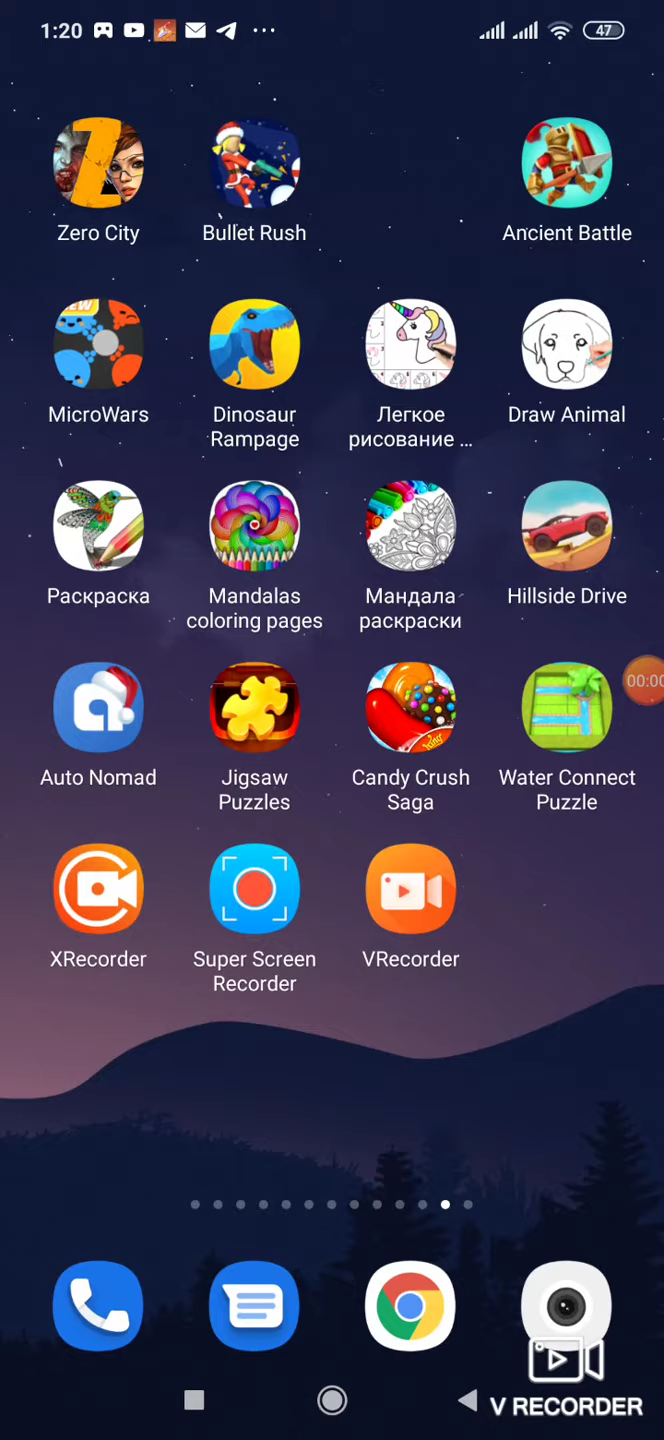 1:20
47
Zero City
Bullet Rush
Ancient Battle
MicroWars
Dinosaur
Rampage
Легкое
рисование ...
Draw Animal
Раскраска
Mandalas
coloring pages
Мандала
раскраски
Hillside Drive
00:00
Auto Nomad
Jigsaw
Puzzles
Candy Crush
Saga
Water Connect
Puzzle
XRecorder
Super Screen
Recorder
VRecorder
V RECORDER